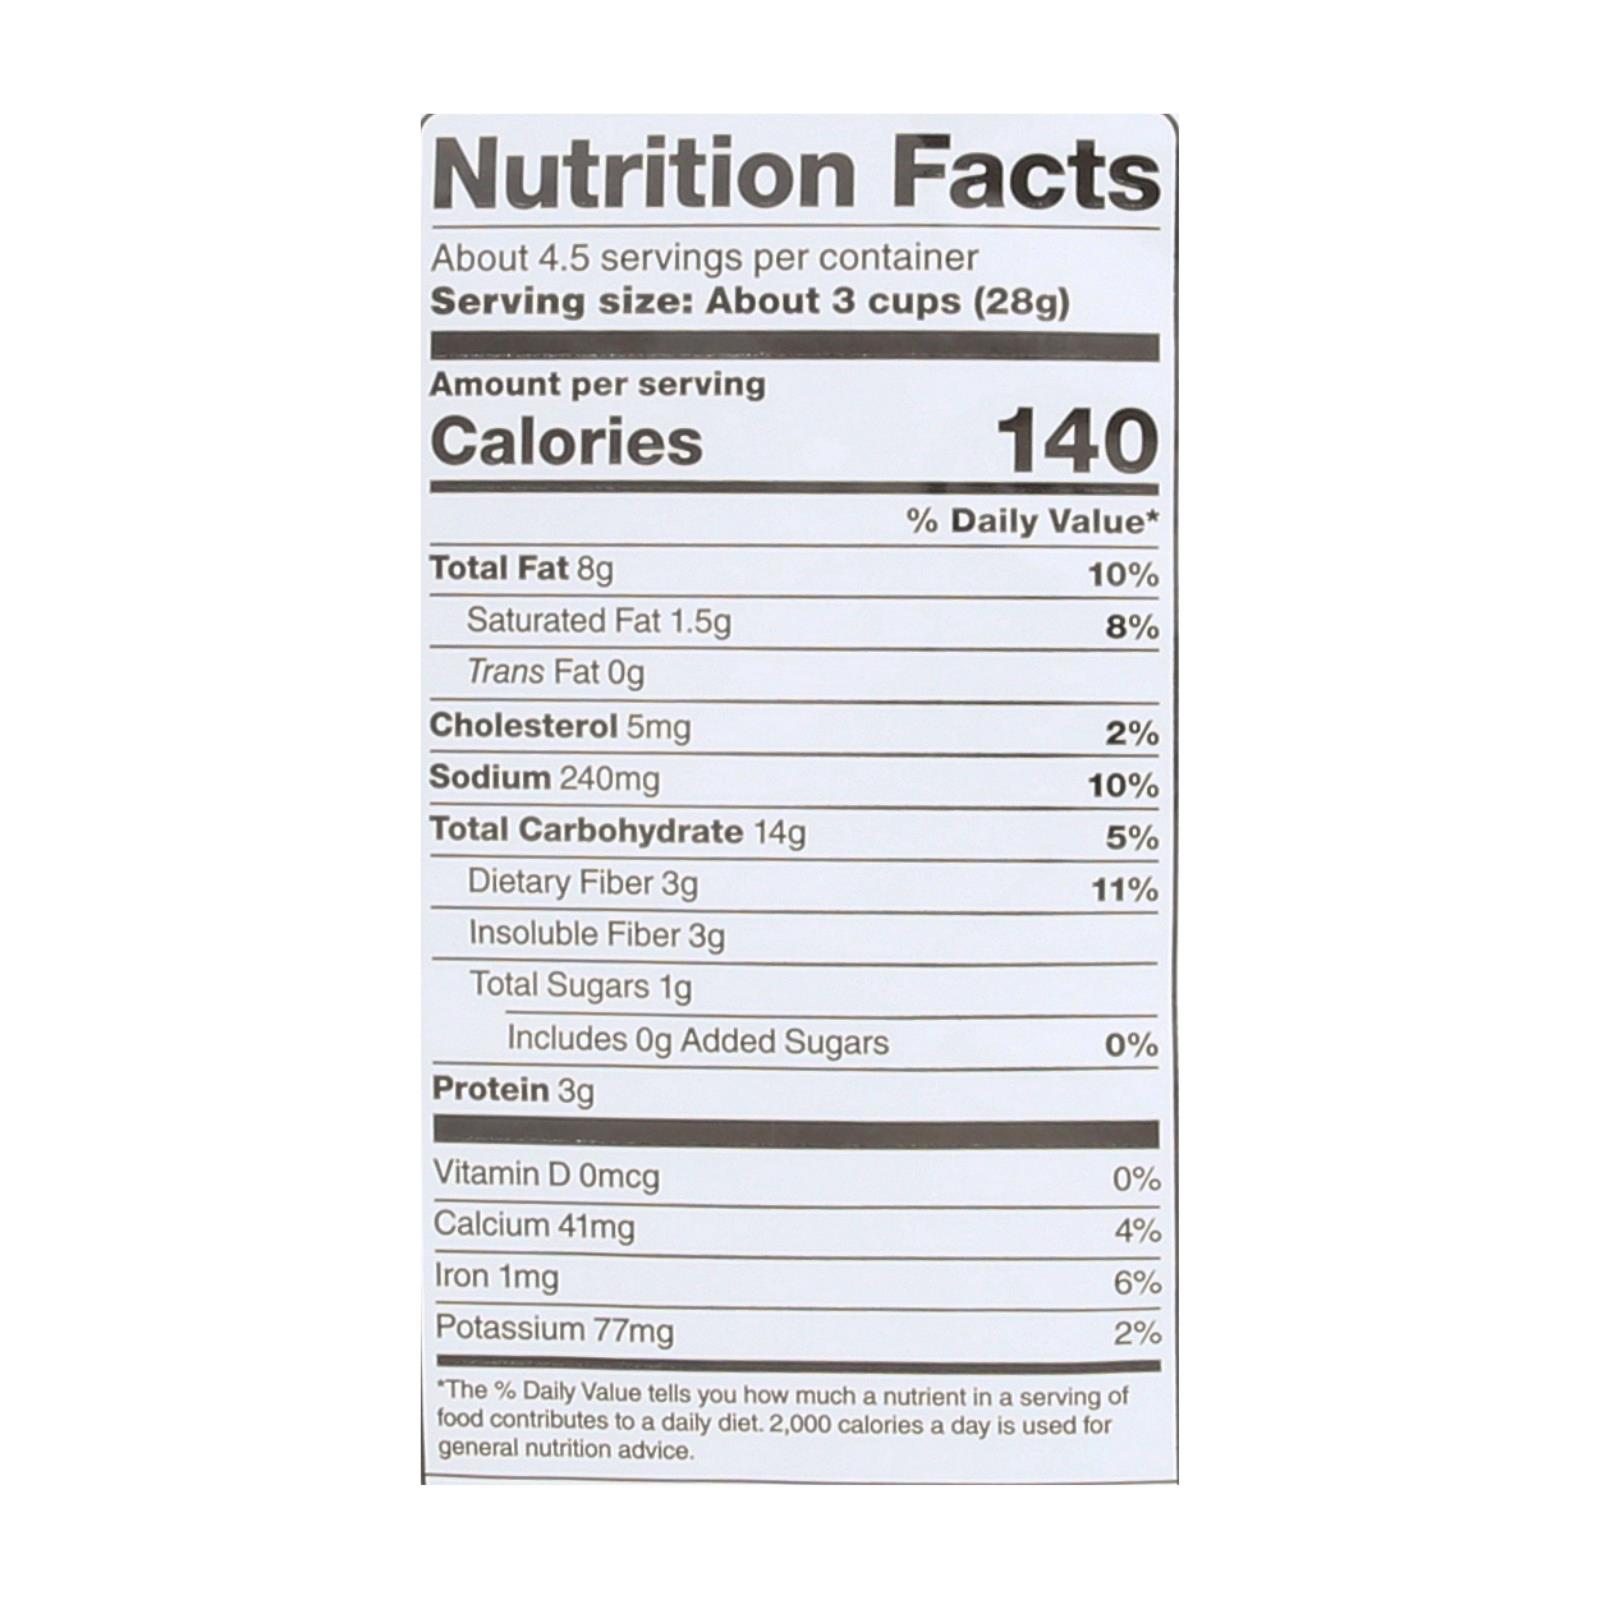 Nutrition Facts
About 4.5 servings per container
Serving size: About 3 cups (28g)
Amount per serving
Calories 140
% Daily Value*
Total Fat 8g 10%
Saturated Fat 1.5g 8%
Trans Fat 0g
Cholesterol 5mg 2%
Sodium 240mg 10%
Total Carbohydrate 14g 5%
Dietary Fiber 3g 11%
Insoluble Fiber 3g
Total Sugars 1g
Includes 0g Added Sugars 0%
Protein 3g
Vitamin D 0mcg 0%
Calcium 41mg 4%
Iron 1mg 6%
Potassium 77mg 2%
*The % Daily Value tells you how much a nutrient in a serving of
food contributes to a daily diet. 2,000 calories a day is used for
general nutrition advice.